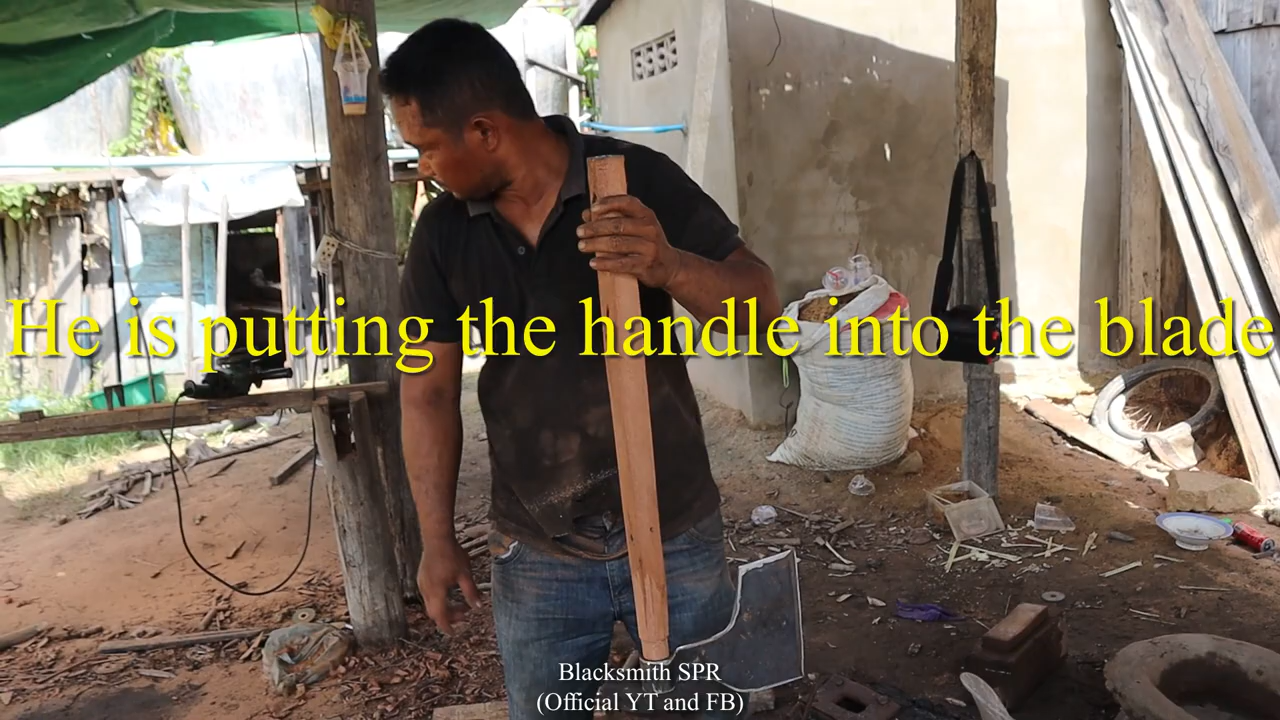 He is putting the handle into the blade
Blacksmith SPR
(Official YT and FB)